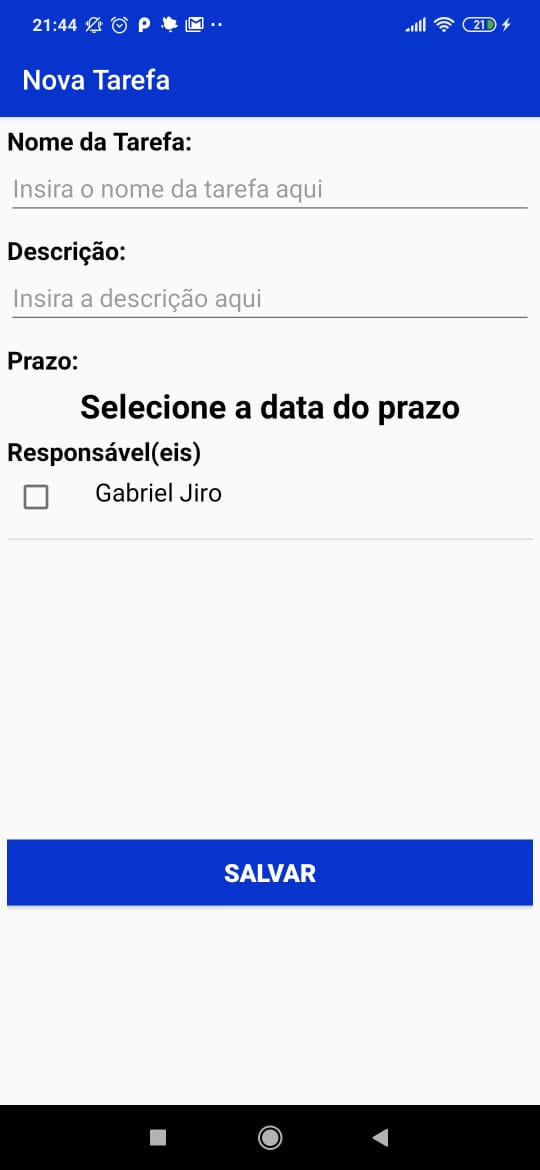 21:44
21
Nova Tarefa
Nome da Tarefa:
Insira o nome da tarefa aqui
Descrição:
Insira a descrição aqui
Prazo:
Selecione a data do prazo
Responsável(eis)
Gabriel Jiro
SALVAR